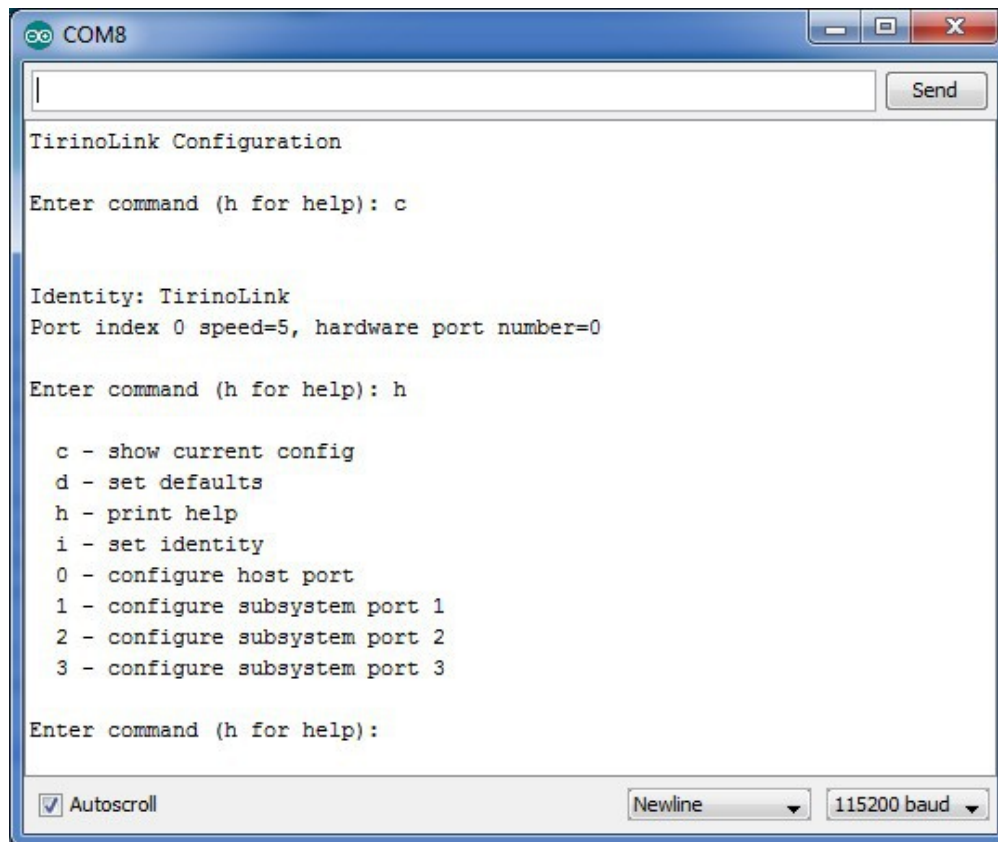 COM8
Send
TirinoLink Configuration
Enter command (h for help): c
Identity: TirinoLink
Port index 0 speed=5, hardware port number=0
Enter command (h for help): h
c - show current config
d - set defaults
h - print help
i - set identity
0 - configure host port
1 - configure subsystem port 1
2 - configure subsystem port 2
3 - configure subsystem port 3
Enter command (h for help):
Autoscroll Newline 115200 baud